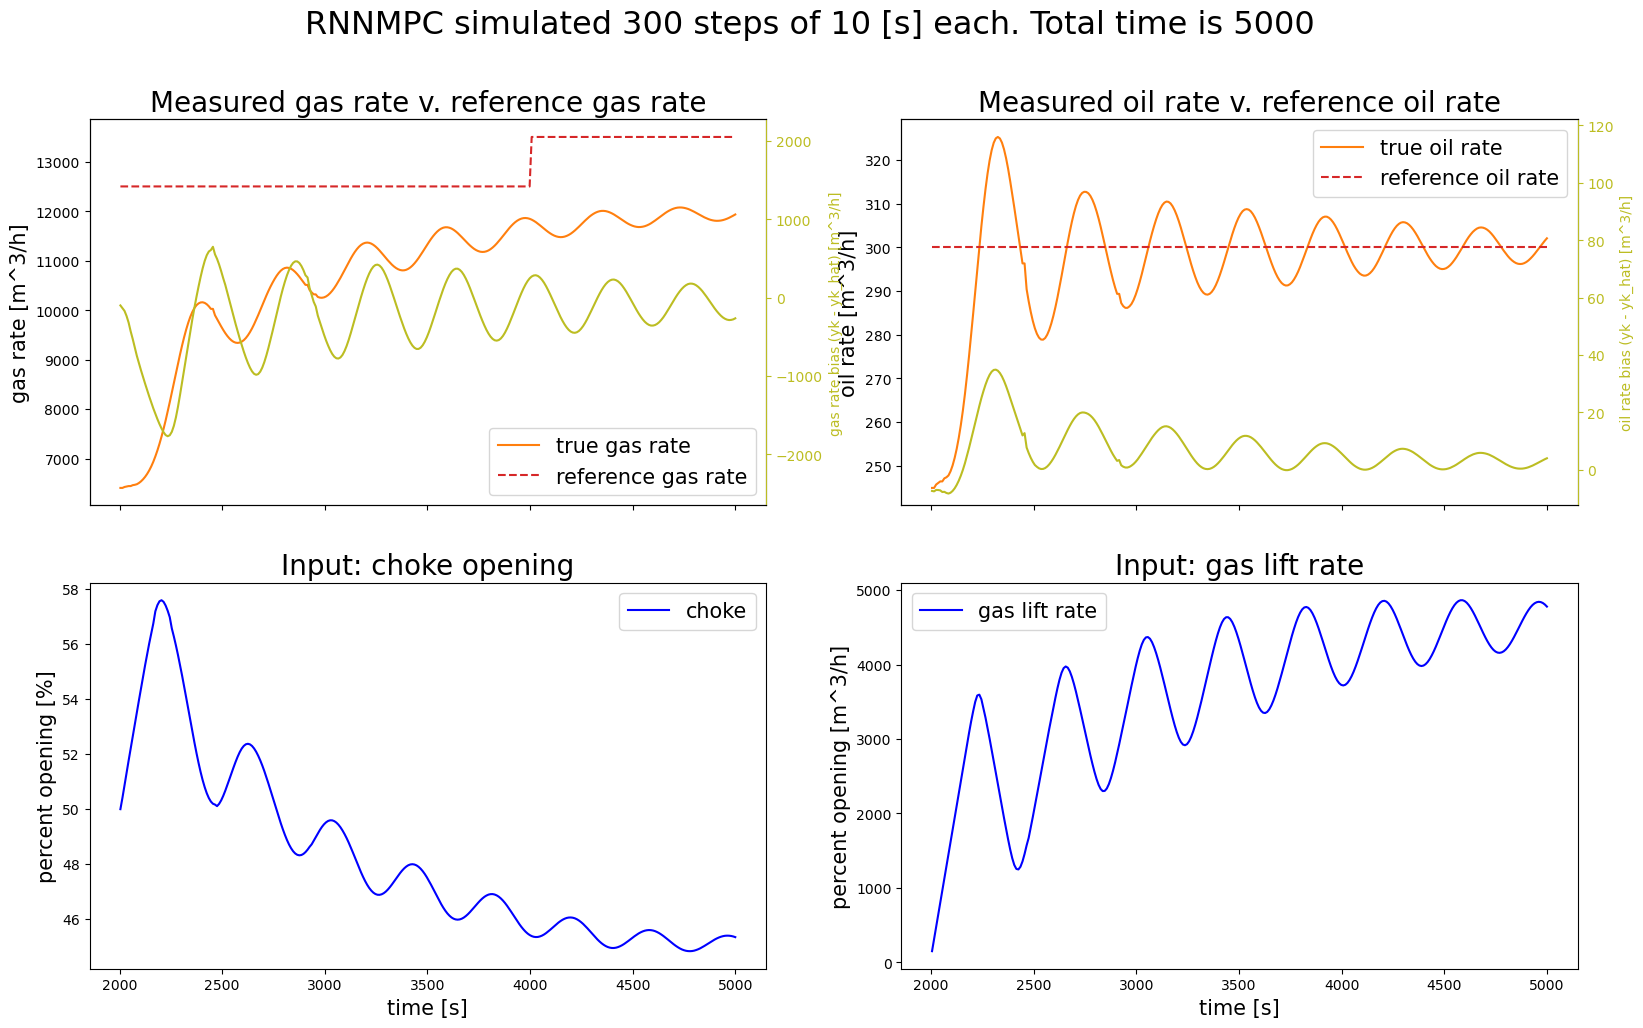 RNNMPC simulated 300 steps of 10 [s] each. Total time is 5000
Measured gas rate v. reference gas rate
gas rate [m^3/h]
13000
12000
11000
10000
9000
8000
7000
2000
1000
0
−1000
−2000
gas rate bias (yk - yk_hat) [m^3/h]
true gas rate
reference gas rate
Measured oil rate v. reference oil rate
oil rate [m^3/h]
320
310
300
290
280
270
260
250
120
100
80
60
40
20
0
oil rate bias (yk - yk_hat) [m^3/h]
true oil rate
reference oil rate
Input: choke opening
percent opening [%]
58
56
54
52
50
48
46
choke
2000 2500 3000 3500 4000 4500 5000
time [s]
Input: gas lift rate
percent opening [m^3/h]
5000
4000
3000
2000
1000
0
gas lift rate
2000 2500 3000 3500 4000 4500 5000
time [s]